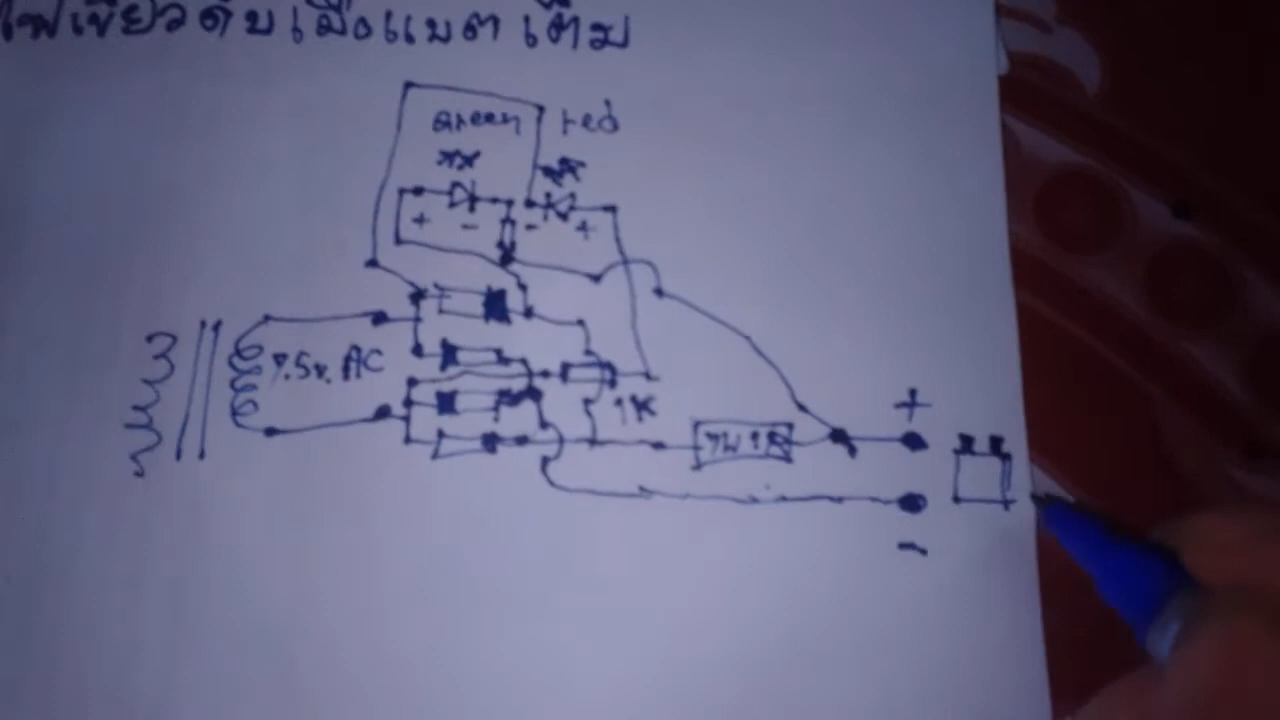 ไฟเขียวดับเมื่อแบตเต็ม
Green red
+ - - +
7.5v. AC
1K
+
-